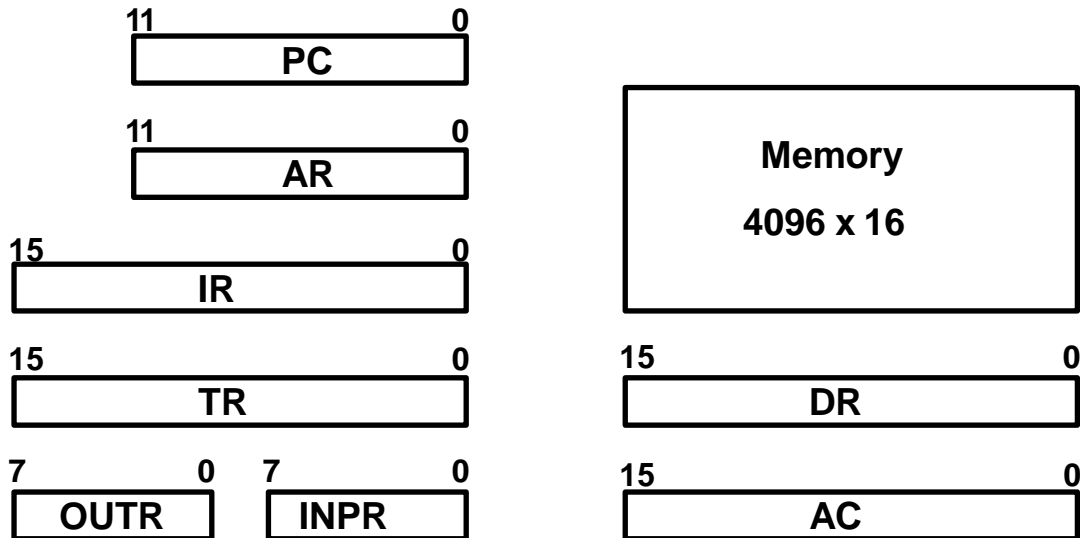 11 0
PC
11 0
AR
Memory
4096 x 16
15 0
IR
15 0
TR
15 0
DR
7 0
OUTR
7 0
INPR
15 0
AC